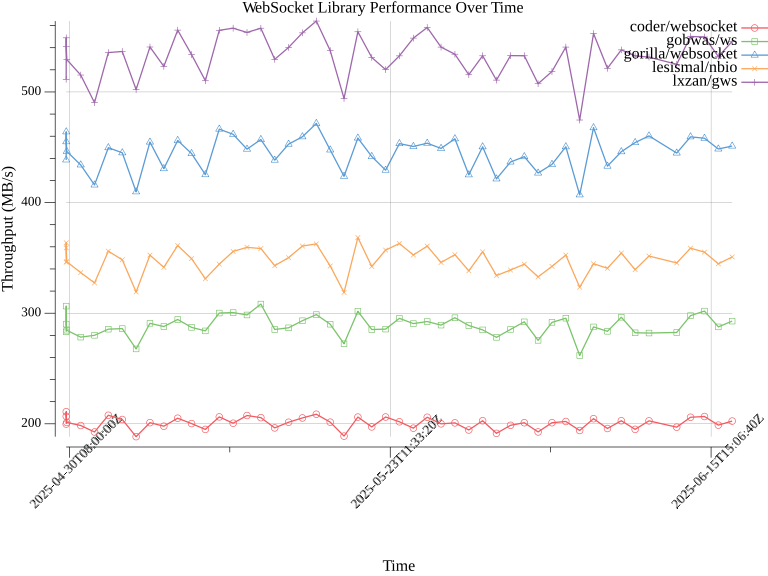 WebSocket Library Performance Over Time
coder/websocket
gobwas/ws
gorilla/websocket
lesismal/nbio
lxzan/gws
Throughput (MB/s)
500
400
300
200
2025-04-30T08:00:00Z
2025-05-23T11:33:20Z
2025-06-15T15:06:40Z
Time